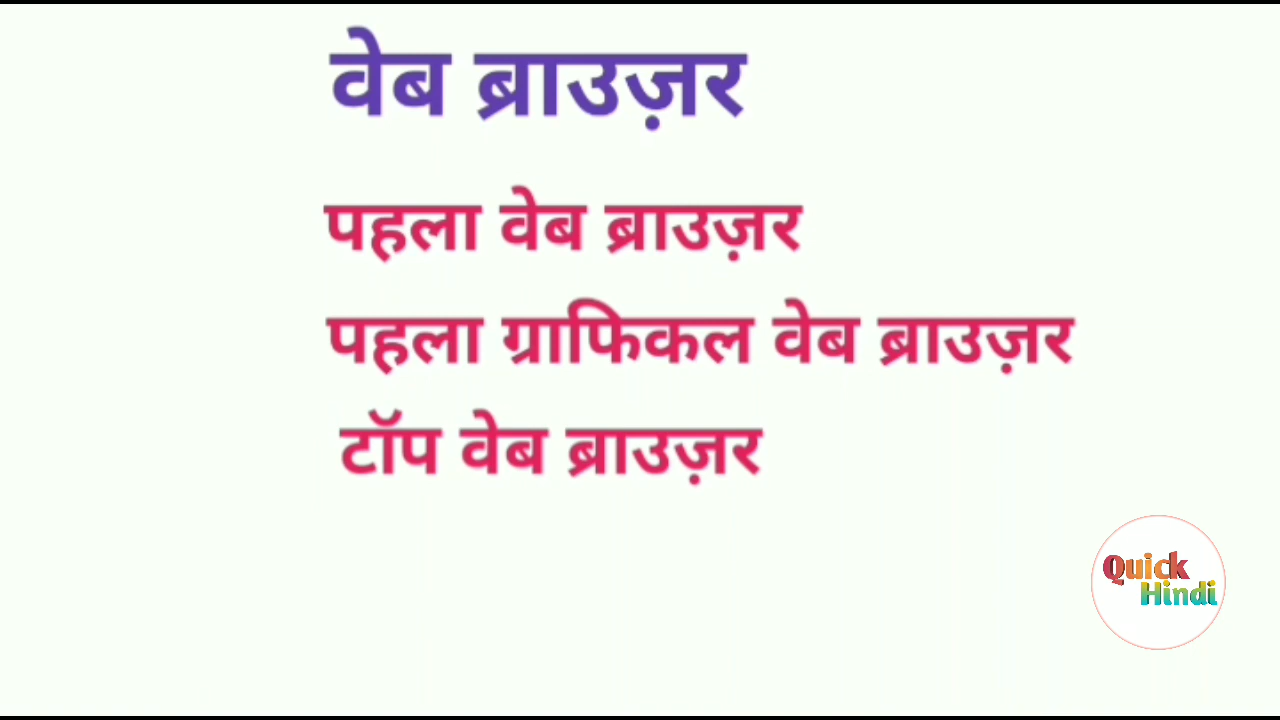 वेब ब्राउज़र
पहला वेब ब्राउज़र
पहला ग्राफिकल वेब ब्राउज़र
टॉप वेब ब्राउज़र
Quick
Hindi